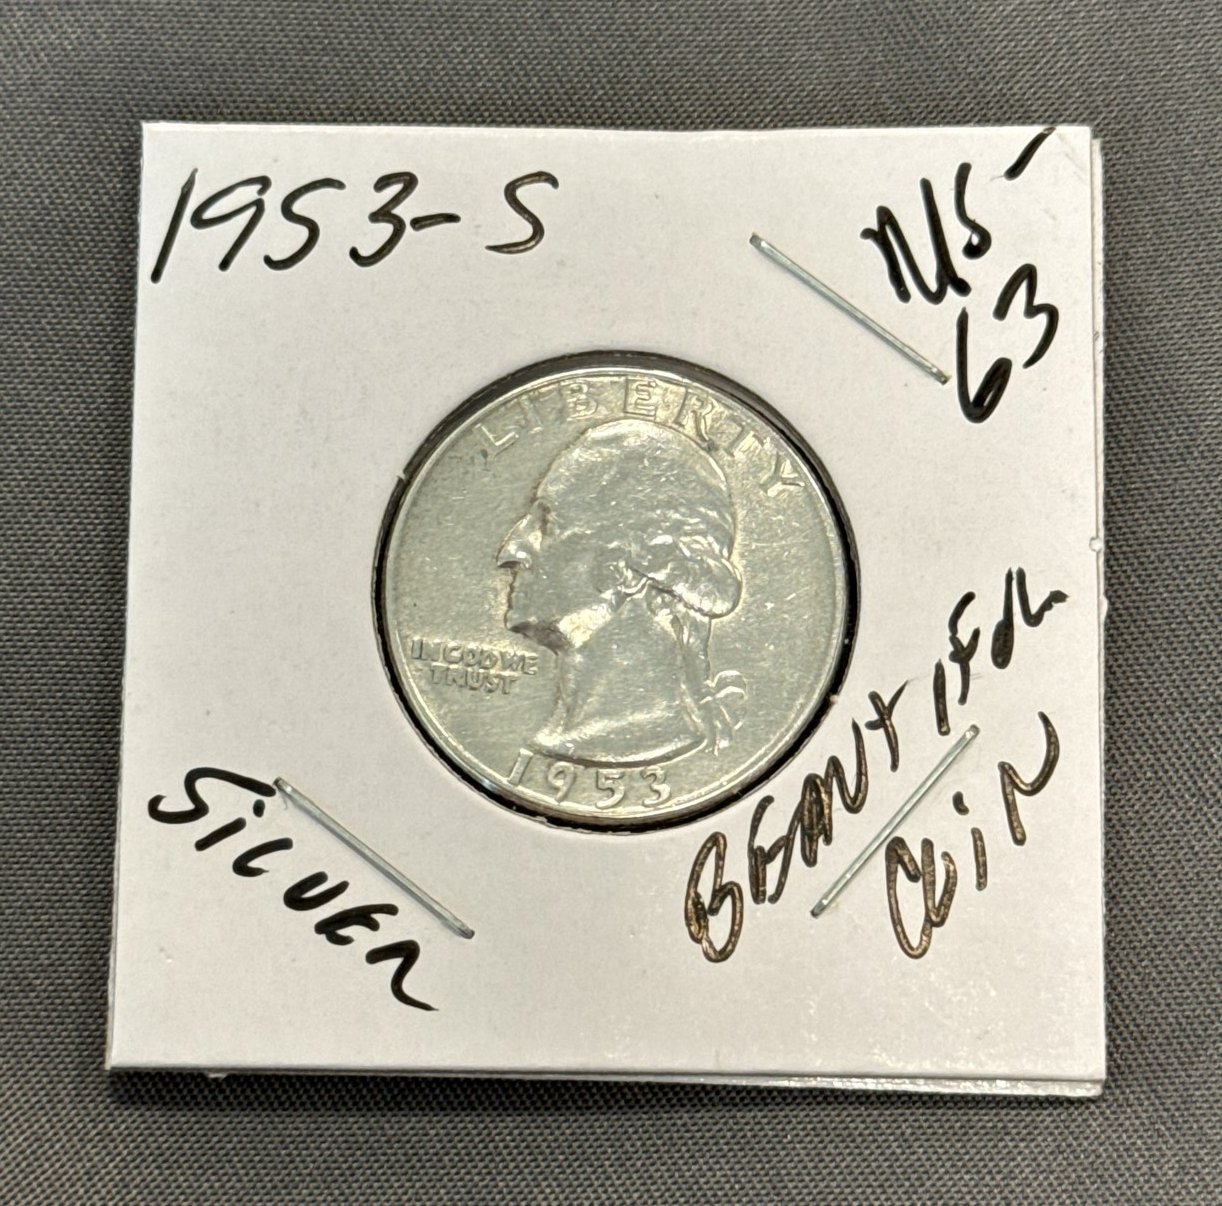 1953-S
MS-
63
LIBERTY
IN GOD WE
TRUST
1953
SILVER
BEAUTIFUL
COIN